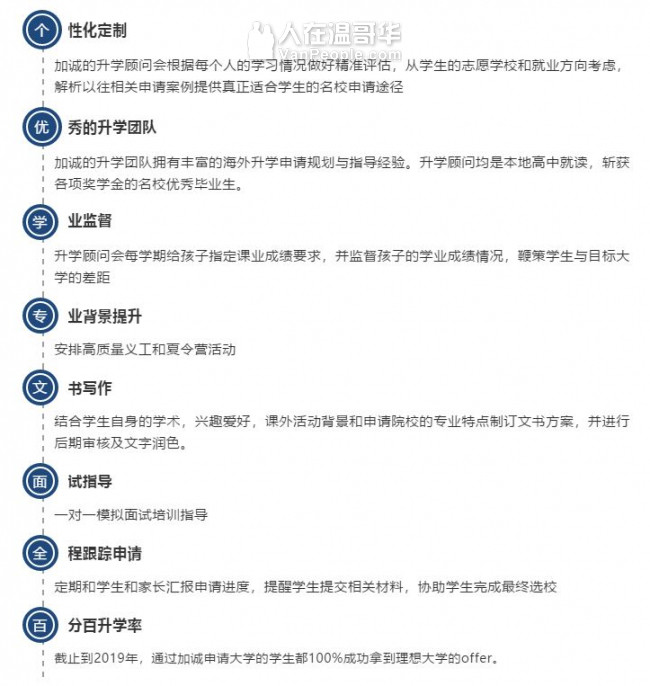 人在温哥华
VanPeople.com
个性化定制
加诚的升学顾问会根据每个人的学习情况做好精准评估，从学生的志愿学校和就业方向考虑，
解析以往相关申请案例提供真正适合学生的名校申请途径
优秀的升学团队
加诚的升学团队拥有丰富的海外升学申请规划与指导经验。升学顾问均是本地高中就读，斩获
各项奖学金的名校优秀毕业生。
学业监督
升学顾问会每学期给孩子指定课业成绩要求，并监督孩子的学业成绩情况，鞭策学生与目标大
学的差距
专业背景提升
安排高质量义工和夏令营活动
文书写作
结合学生自身的学术，兴趣爱好，课外活动背景和申请院校的专业特点制订文书方案，并进行
后期审核及文字润色。
面试指导
一对一模拟面试培训指导
全程跟踪申请
定期和学生和家长汇报申请进度，提醒学生提交相关材料，协助学生完成最终选校
百分百升学率
截止到2019年，通过加诚申请大学的学生都100%成功拿到理想大学的offer。